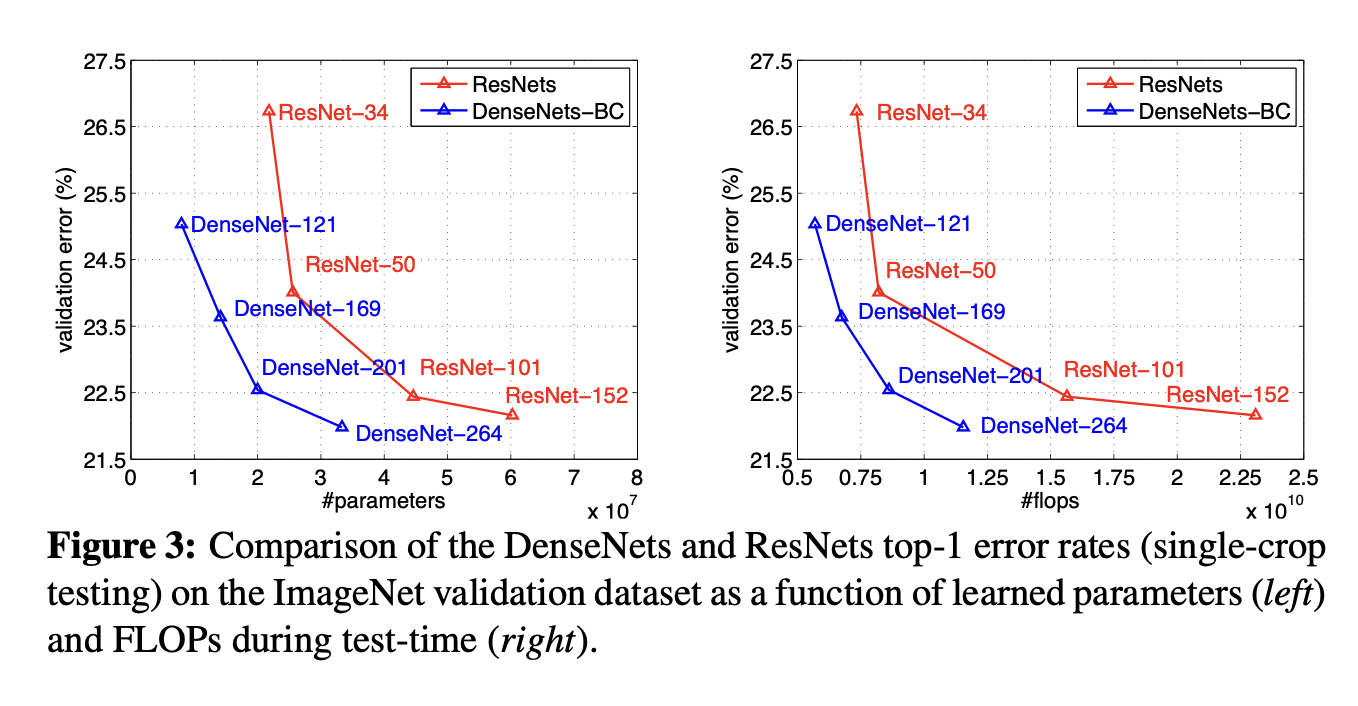 27.5
26.5
25.5
24.5
23.5
22.5
21.5
validation error (%)
ResNets
DenseNets−BC
ResNet−34
DenseNet−121
ResNet−50
DenseNet−169
DenseNet−201
ResNet−101
ResNet−152
DenseNet−264
0 1 2 3 4 5 6 7 8
#parameters
x 10^7
27.5
26.5
25.5
24.5
23.5
22.5
21.5
validation error (%)
ResNets
DenseNets−BC
ResNet−34
DenseNet−121
ResNet−50
DenseNet−169
DenseNet−201
ResNet−101
ResNet−152
DenseNet−264
0.5 0.75 1 1.25 1.5 1.75 2 2.25 2.5
#flops
x 10^10
Figure 3: Comparison of the DenseNets and ResNets top-1 error rates (single-crop
testing) on the ImageNet validation dataset as a function of learned parameters (left)
and FLOPs during test-time (right).